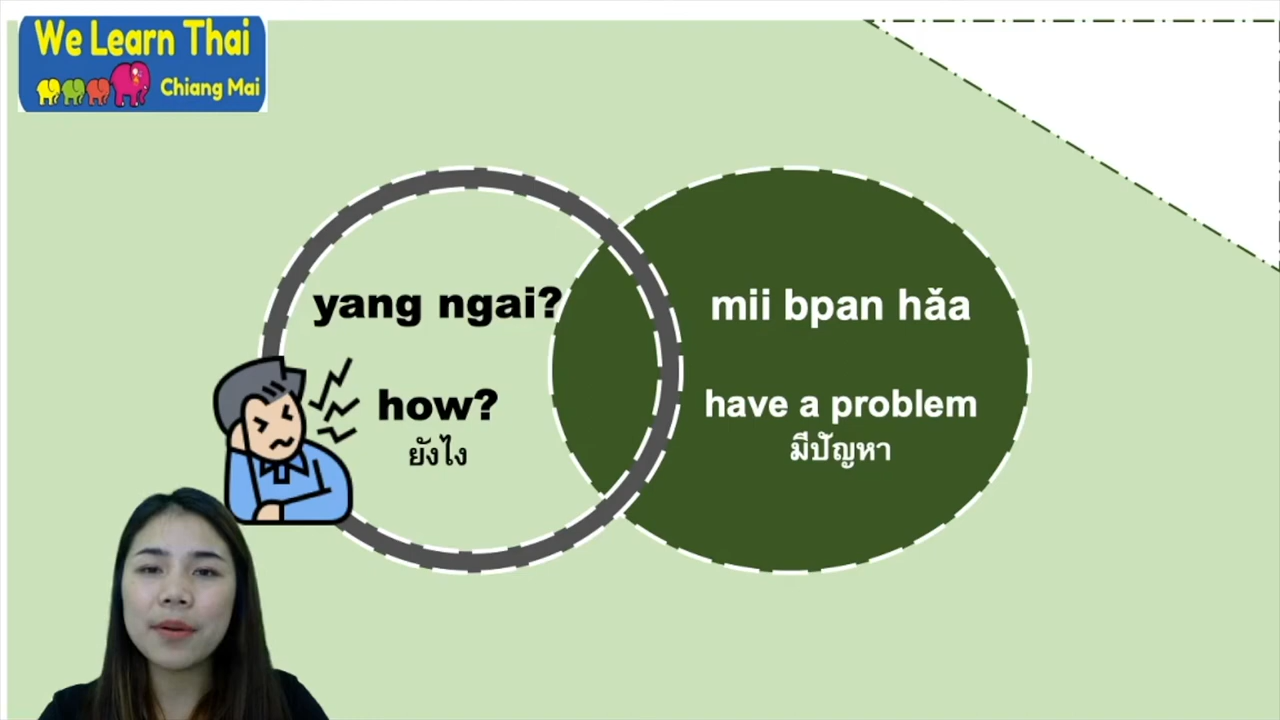 We Learn Thai
Chiang Mai
yang ngai?
how?
ยังไง
mii bpan hǎa
have a problem
มีปัญหา